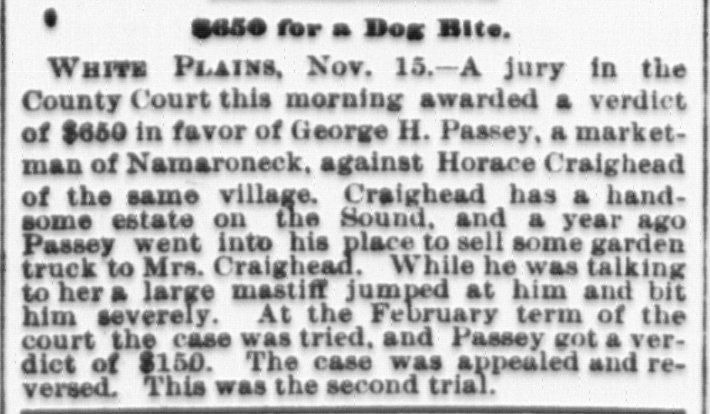 $650 for a Dog Bite.
WHITE PLAINS, Nov. 15.—A jury in the
County Court this morning awarded a verdict
of $650 in favor of George H. Passey, a market-
man of Namaroneck, against Horace Craighead
of the same village. Craighead has a hand-
some estate on the Sound, and a year ago
Passey went into his place to sell some garden
truck to Mrs. Craighead. While he was talking
to her a large mastiff jumped at him and bit
him severely. At the February term of the
court the case was tried, and Passey got a ver-
dict of $150. The case was appealed and re-
versed. This was the second trial.